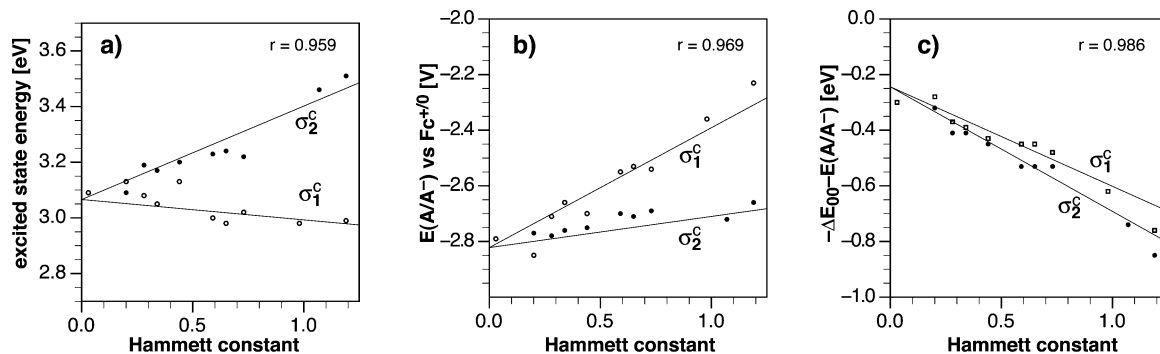 a)
r = 0.959
excited state energy [eV]
3.6
3.4
3.2
3.0
2.8
σ₂ᶜ
σ₁ᶜ
0.0
0.5
1.0
Hammett constant
b)
r = 0.969
E(A/A⁻) vs Fc⁺/⁰ [V]
−2.0
−2.2
−2.4
−2.6
−2.8
σ₁ᶜ
σ₂ᶜ
0.0
0.5
1.0
Hammett constant
c)
r = 0.986
−ΔE₀₀−E(A/A⁻) [eV]
−0.0
−0.2
−0.4
−0.6
−0.8
−1.0
σ₁ᶜ
σ₂ᶜ
0.0
0.5
1.0
Hammett constant